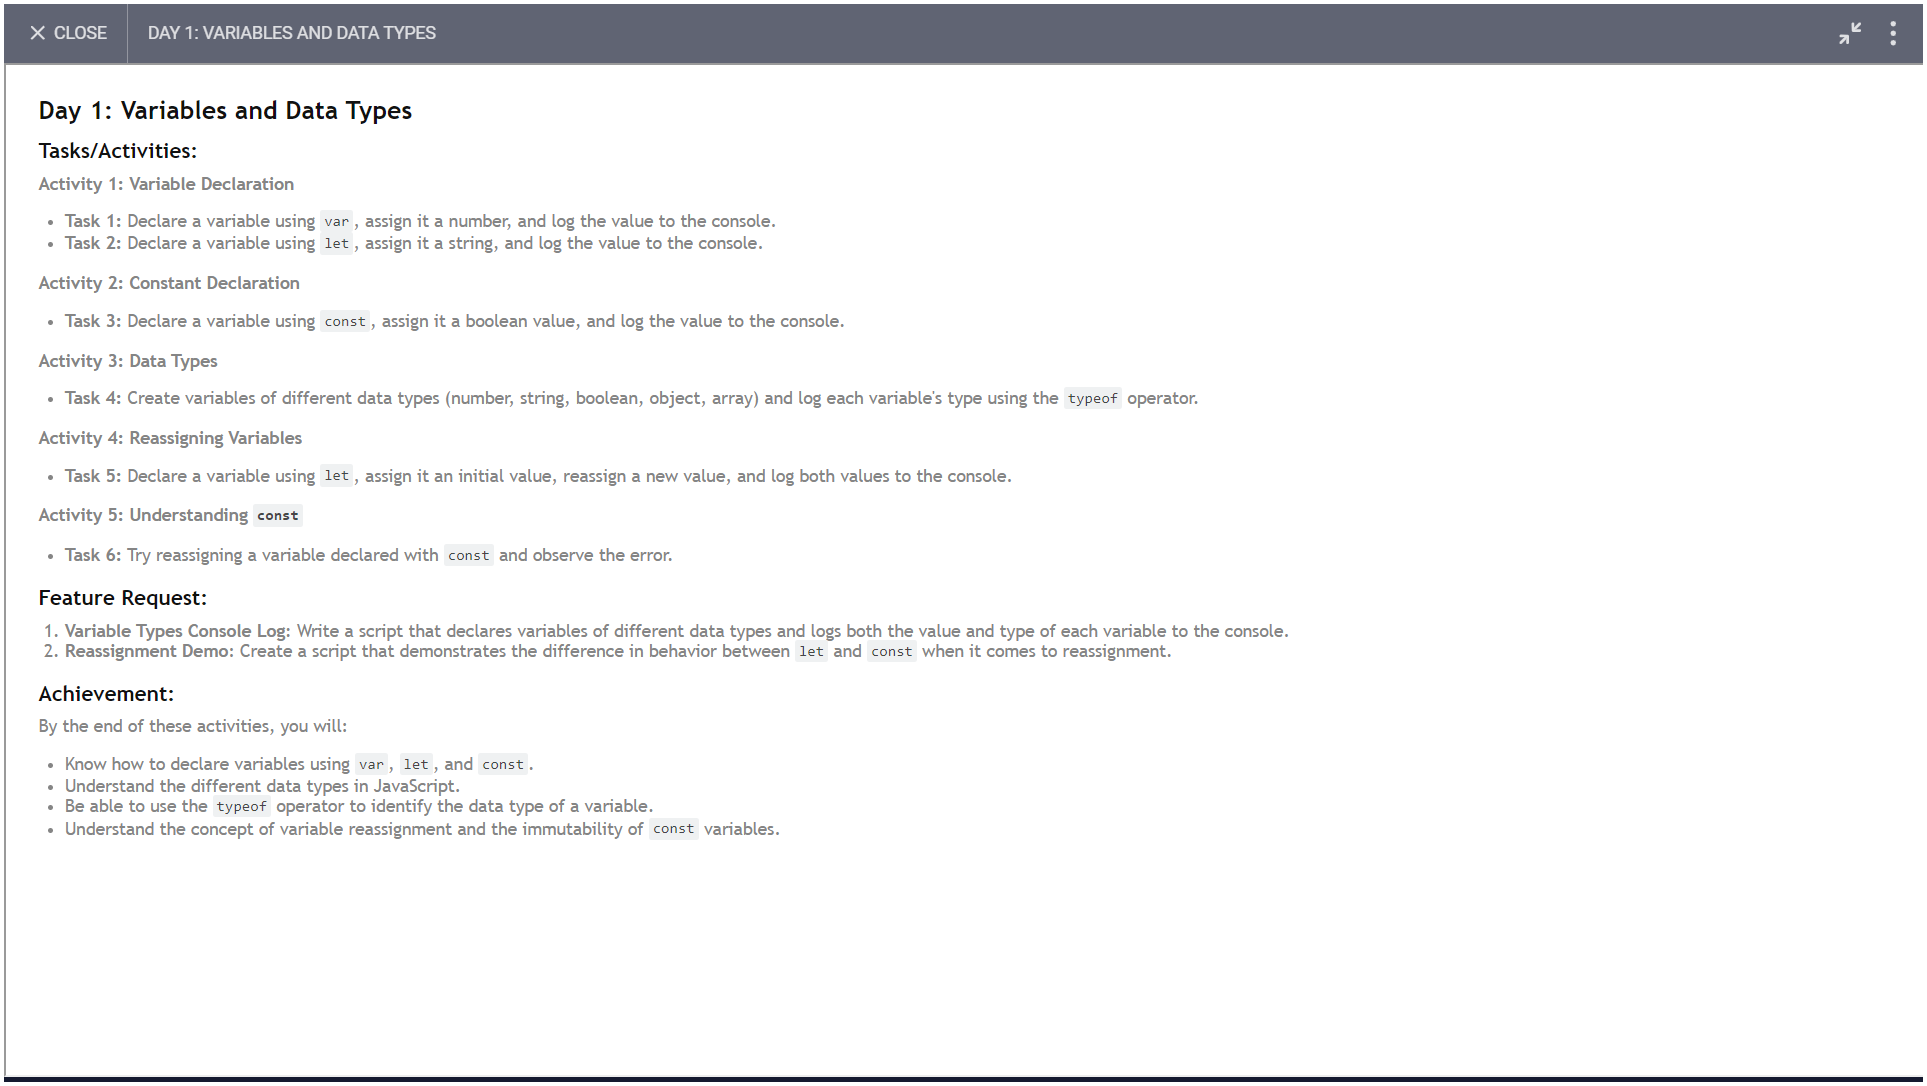 CLOSE
DAY 1: VARIABLES AND DATA TYPES
Day 1: Variables and Data Types
Tasks/Activities:
Activity 1: Variable Declaration
• Task 1: Declare a variable using var, assign it a number, and log the value to the console.
• Task 2: Declare a variable using let, assign it a string, and log the value to the console.
Activity 2: Constant Declaration
• Task 3: Declare a variable using const, assign it a boolean value, and log the value to the console.
Activity 3: Data Types
• Task 4: Create variables of different data types (number, string, boolean, object, array) and log each variable's type using the typeof operator.
Activity 4: Reassigning Variables
• Task 5: Declare a variable using let, assign it an initial value, reassign a new value, and log both values to the console.
Activity 5: Understanding const
• Task 6: Try reassigning a variable declared with const and observe the error.
Feature Request:
1. Variable Types Console Log: Write a script that declares variables of different data types and logs both the value and type of each variable to the console.
2. Reassignment Demo: Create a script that demonstrates the difference in behavior between let and const when it comes to reassignment.
Achievement:
By the end of these activities, you will:
• Know how to declare variables using var, let, and const.
• Understand the different data types in JavaScript.
• Be able to use the typeof operator to identify the data type of a variable.
• Understand the concept of variable reassignment and the immutability of const variables.